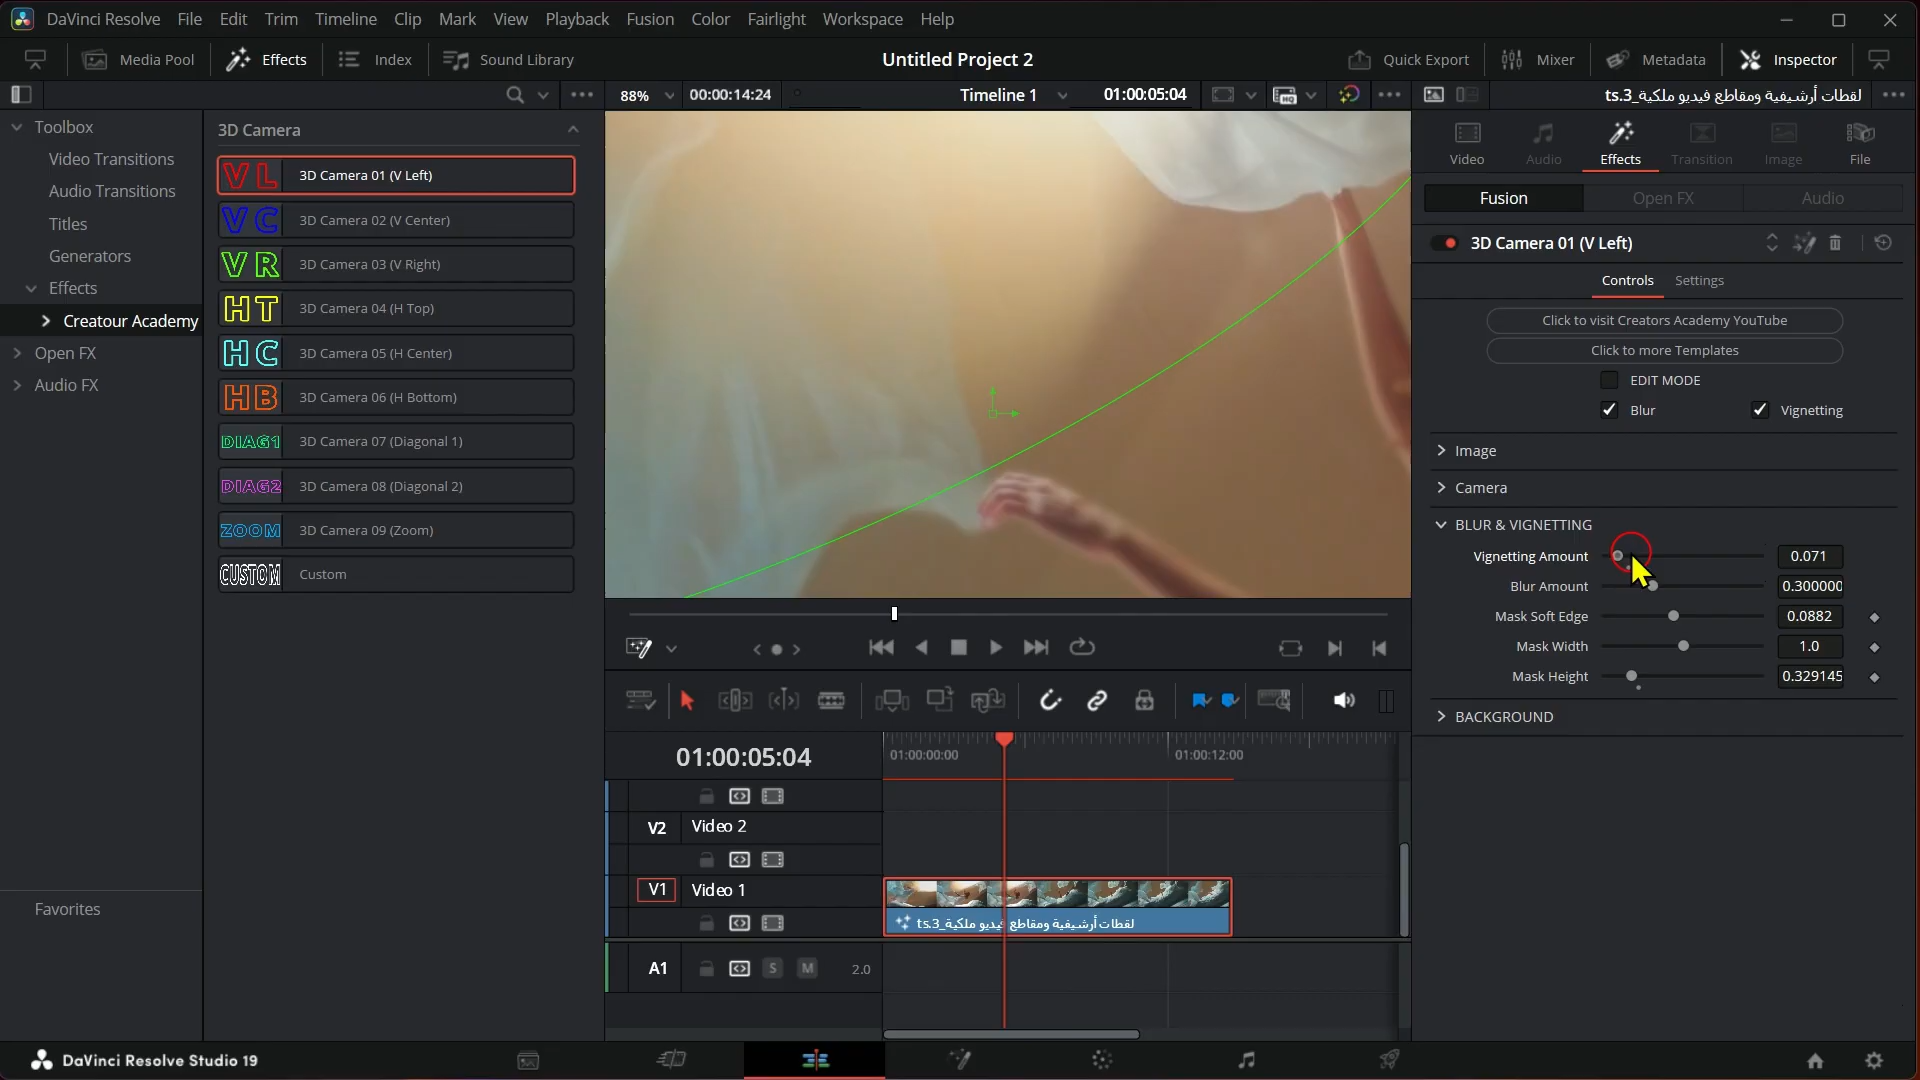 DaVinci Resolve File Edit Trim Timeline Clip Mark View Playback Fusion Color Fairlight Workspace Help
Media Pool Effects Index Sound Library Untitled Project 2 Quick Export Mixer Metadata Inspector
88% 00:00:14:24 Timeline 1 01:00:05:04 لقطات أرشيفية ومقاطع فيديو ملكية_3.ts
Toolbox
Video Transitions
Audio Transitions
Titles
Generators
Effects
Creatour Academy
Open FX
Audio FX
Favorites
3D Camera
VL 3D Camera 01 (V Left)
VC 3D Camera 02 (V Center)
VR 3D Camera 03 (V Right)
HT 3D Camera 04 (H Top)
HC 3D Camera 05 (H Center)
HB 3D Camera 06 (H Bottom)
DIAG1 3D Camera 07 (Diagonal 1)
DIAG2 3D Camera 08 (Diagonal 2)
ZOOM 3D Camera 09 (Zoom)
CUSTOM Custom
Video Audio Effects Transition Image File
Fusion Open FX Audio
3D Camera 01 (V Left)
Controls Settings
Click to visit Creators Academy YouTube
Click to more Templates
EDIT MODE
Blur Vignetting
Image
Camera
BLUR & VIGNETTING
Vignetting Amount 0.071
Blur Amount 0.300000
Mask Soft Edge 0.0882
Mask Width 1.0
Mask Height 0.329145
BACKGROUND
01:00:05:04 01:00:00:00 01:00:12:00
V2 Video 2
V1 Video 1
لقطات أرشيفية ومقاطع فيديو ملكية_3.ts
A1 S M 2.0
DaVinci Resolve Studio 19